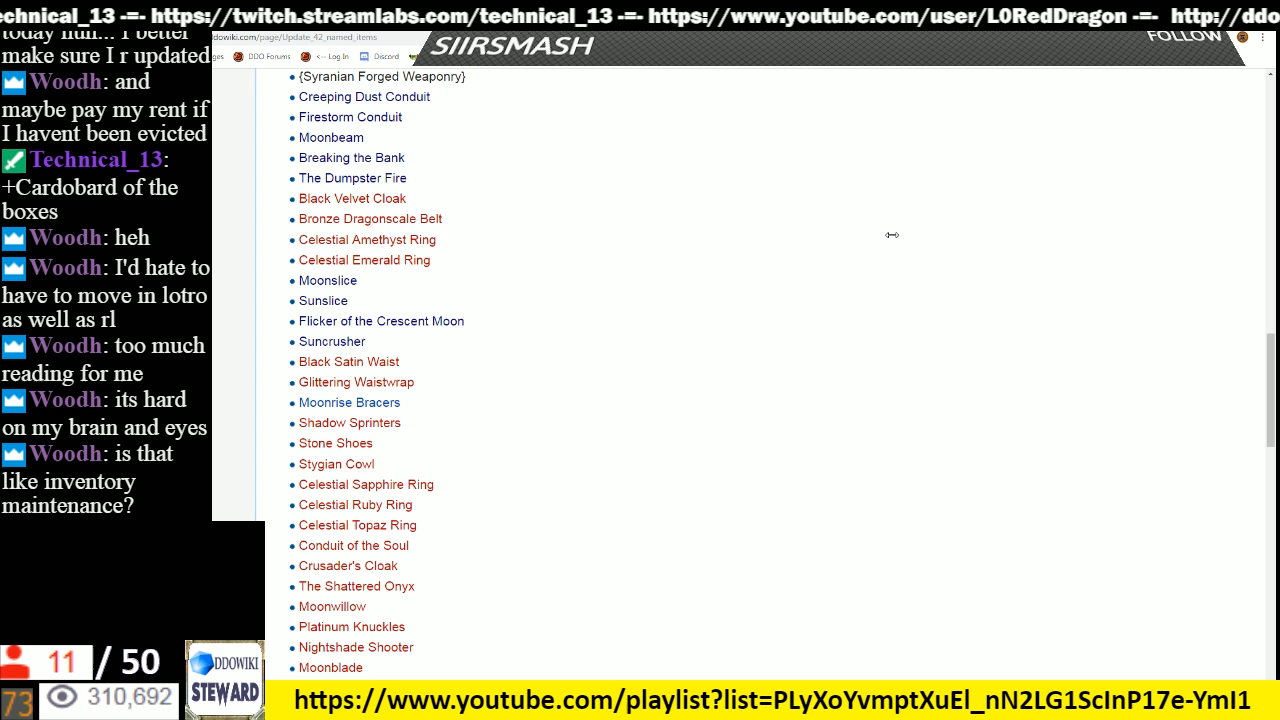 echnical_13 -=- https://twitch.streamlabs.com/technical_13 -=- https://www.youtube.com/user/L0RedDragon -=- http://ddo
today huh... I better
make sure I r updated
Woodh: and
maybe pay my rent if
I havent been evicted
Technical_13:
+Cardobard of the
boxes
Woodh: heh
Woodh: I'd hate to
have to move in lotro
as well as rl
Woodh: too much
reading for me
Woodh: its hard
on my brain and eyes
Woodh: is that
like inventory
maintenance?
ddowiki.com/page/Update_42_named_items
ges DDO Forums <-- Log In Discord
SIIRSMASH
FOLLOW
{Syranian Forged Weaponry}
Creeping Dust Conduit
Firestorm Conduit
Moonbeam
Breaking the Bank
The Dumpster Fire
Black Velvet Cloak
Bronze Dragonscale Belt
Celestial Amethyst Ring
Celestial Emerald Ring
Moonslice
Sunslice
Flicker of the Crescent Moon
Suncrusher
Black Satin Waist
Glittering Waistwrap
Moonrise Bracers
Shadow Sprinters
Stone Shoes
Stygian Cowl
Celestial Sapphire Ring
Celestial Ruby Ring
Celestial Topaz Ring
Conduit of the Soul
Crusader's Cloak
The Shattered Onyx
Moonwillow
Platinum Knuckles
Nightshade Shooter
Moonblade
11 / 50
73 310,692
DDOWIKI
STEWARD
https://www.youtube.com/playlist?list=PLyXoYvmptXuEl_nN2LG1ScInP17e-YmI1